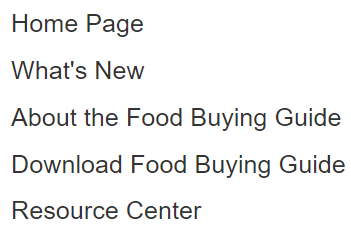 Home Page
What's New
About the Food Buying Guide
Download Food Buying Guide
Resource Center